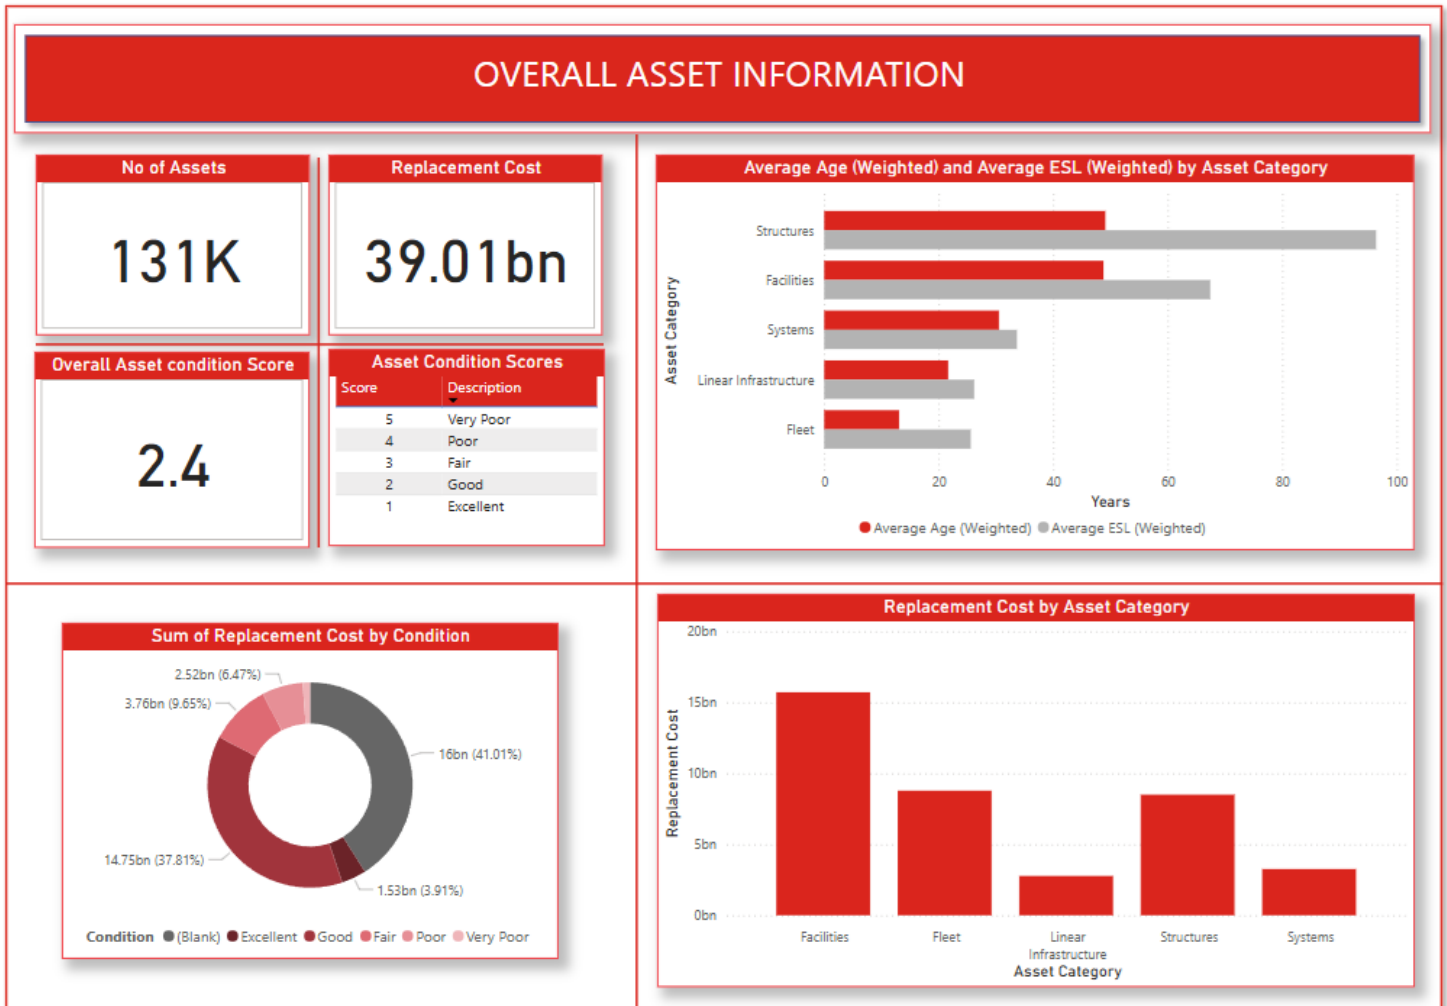 OVERALL ASSET INFORMATION
No of Assets
131K
Replacement Cost
39.01bn
Overall Asset condition Score
2.4
Asset Condition Scores
Score Description
5 Very Poor
4 Poor
3 Fair
2 Good
1 Excellent
Average Age (Weighted) and Average ESL (Weighted) by Asset Category
Asset Category
Structures
Facilities
Systems
Linear Infrastructure
Fleet
0 20 40 60 80 100
Years
Average Age (Weighted) Average ESL (Weighted)
Sum of Replacement Cost by Condition
2.52bn (6.47%)
3.76bn (9.65%)
16bn (41.01%)
14.75bn (37.81%)
1.53bn (3.91%)
Condition (Blank) Excellent Good Fair Poor Very Poor
Replacement Cost by Asset Category
Replacement Cost
20bn
15bn
10bn
5bn
0bn
Facilities Fleet Linear Structures Systems
Infrastructure
Asset Category